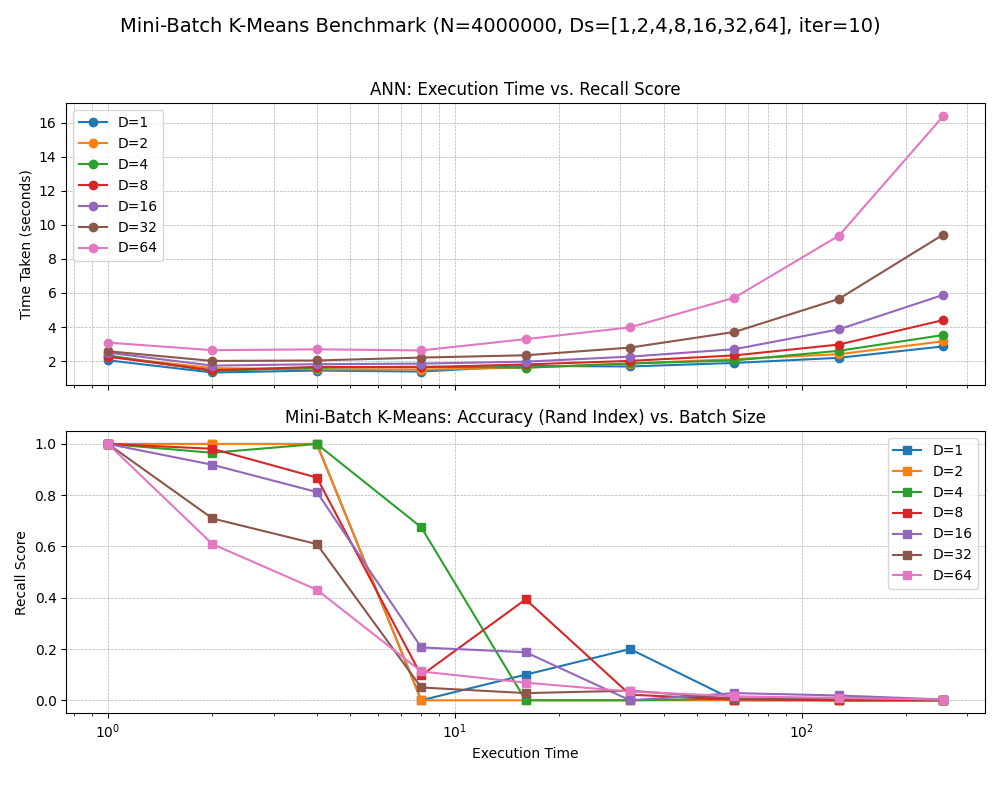 Mini-Batch K-Means Benchmark (N=4000000, Ds=[1,2,4,8,16,32,64], iter=10)
ANN: Execution Time vs. Recall Score
Time Taken (seconds)
16
14
12
10
8
6
4
2
D=1
D=2
D=4
D=8
D=16
D=32
D=64
Mini-Batch K-Means: Accuracy (Rand Index) vs. Batch Size
Recall Score
1.0
0.8
0.6
0.4
0.2
0.0
D=1
D=2
D=4
D=8
D=16
D=32
D=64
10⁰
10¹
10²
Execution Time